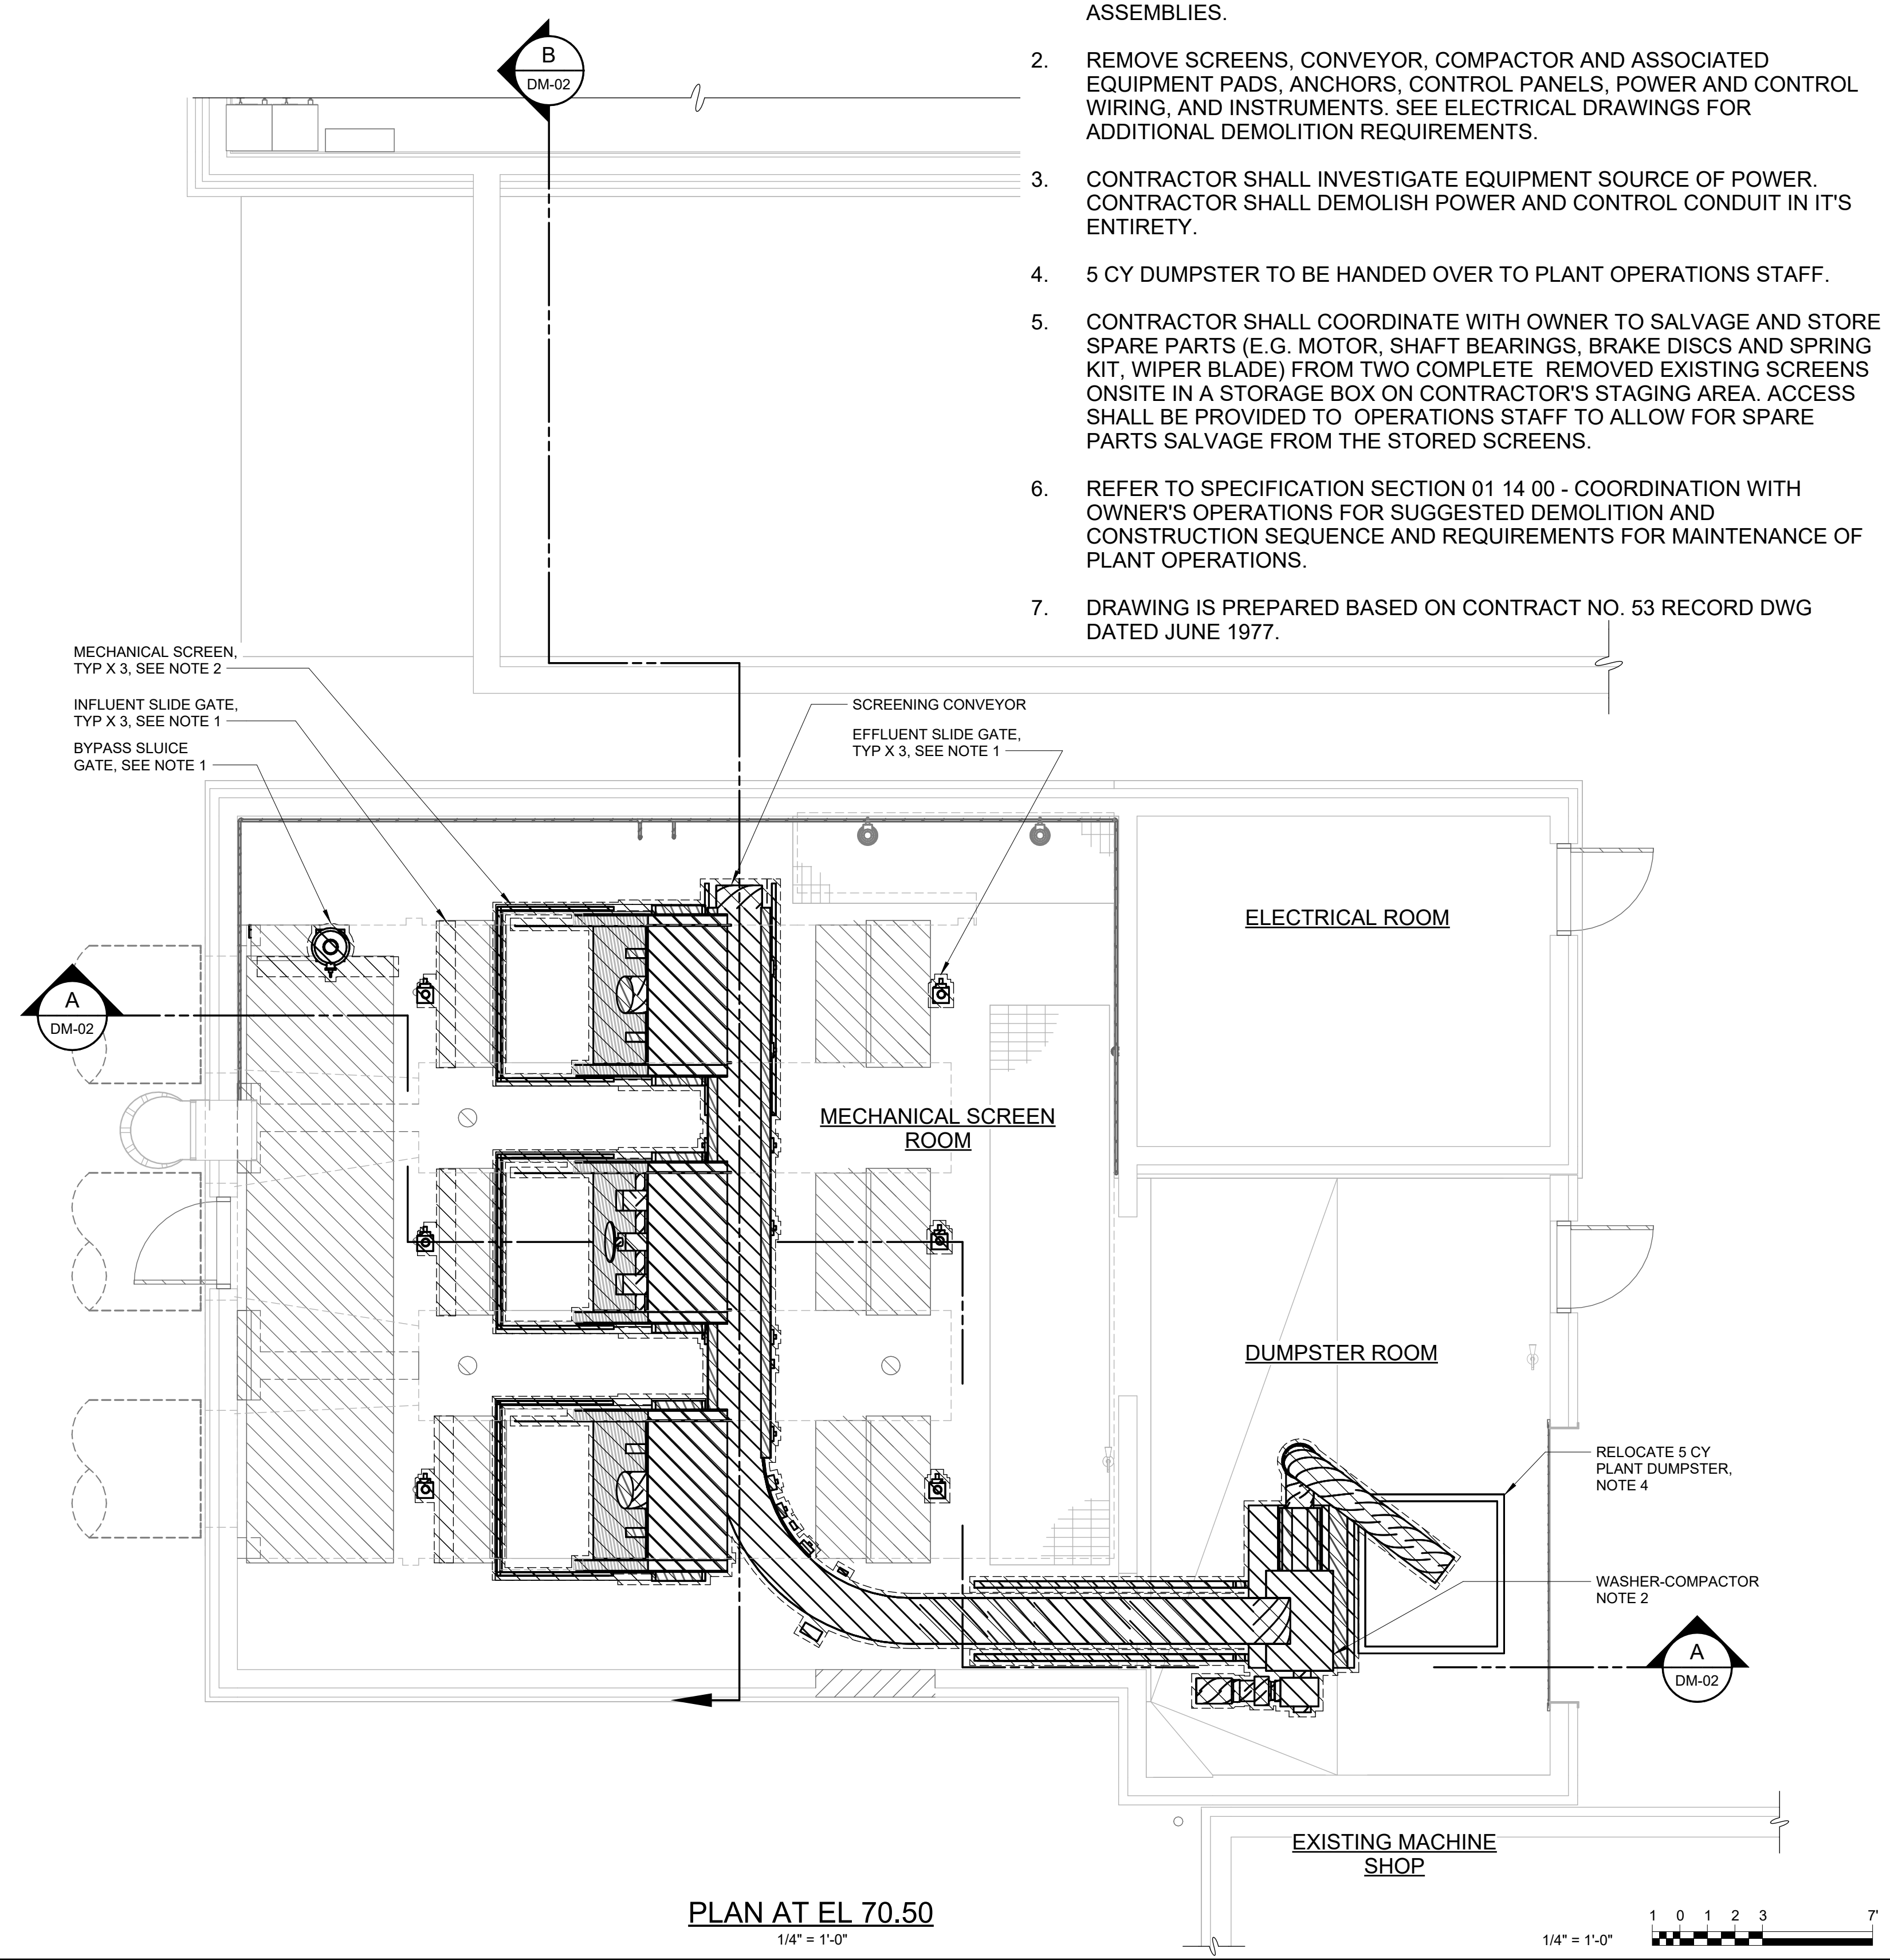 ASSEMBLIES.
2. REMOVE SCREENS, CONVEYOR, COMPACTOR AND ASSOCIATED
EQUIPMENT PADS, ANCHORS, CONTROL PANELS, POWER AND CONTROL
WIRING, AND INSTRUMENTS. SEE ELECTRICAL DRAWINGS FOR
ADDITIONAL DEMOLITION REQUIREMENTS.
3. CONTRACTOR SHALL INVESTIGATE EQUIPMENT SOURCE OF POWER.
CONTRACTOR SHALL DEMOLISH POWER AND CONTROL CONDUIT IN IT'S
ENTIRETY.
4. 5 CY DUMPSTER TO BE HANDED OVER TO PLANT OPERATIONS STAFF.
5. CONTRACTOR SHALL COORDINATE WITH OWNER TO SALVAGE AND STORE
SPARE PARTS (E.G. MOTOR, SHAFT BEARINGS, BRAKE DISCS AND SPRING
KIT, WIPER BLADE) FROM TWO COMPLETE REMOVED EXISTING SCREENS
ONSITE IN A STORAGE BOX ON CONTRACTOR'S STAGING AREA. ACCESS
SHALL BE PROVIDED TO OPERATIONS STAFF TO ALLOW FOR SPARE
PARTS SALVAGE FROM THE STORED SCREENS.
6. REFER TO SPECIFICATION SECTION 01 14 00 - COORDINATION WITH
OWNER'S OPERATIONS FOR SUGGESTED DEMOLITION AND
CONSTRUCTION SEQUENCE AND REQUIREMENTS FOR MAINTENANCE OF
PLANT OPERATIONS.
7. DRAWING IS PREPARED BASED ON CONTRACT NO. 53 RECORD DWG
DATED JUNE 1977.
B
DM-02
MECHANICAL SCREEN,
TYP X 3, SEE NOTE 2
INFLUENT SLIDE GATE,
TYP X 3, SEE NOTE 1
BYPASS SLUICE
GATE, SEE NOTE 1
SCREENING CONVEYOR
EFFLUENT SLIDE GATE,
TYP X 3, SEE NOTE 1
ELECTRICAL ROOM
A
DM-02
MECHANICAL SCREEN
ROOM
DUMPSTER ROOM
RELOCATE 5 CY
PLANT DUMPSTER,
NOTE 4
WASHER-COMPACTOR
NOTE 2
A
DM-02
EXISTING MACHINE
SHOP
PLAN AT EL 70.50
1/4" = 1'-0"
1/4" = 1'-0"
1 0 1 2 3 7'